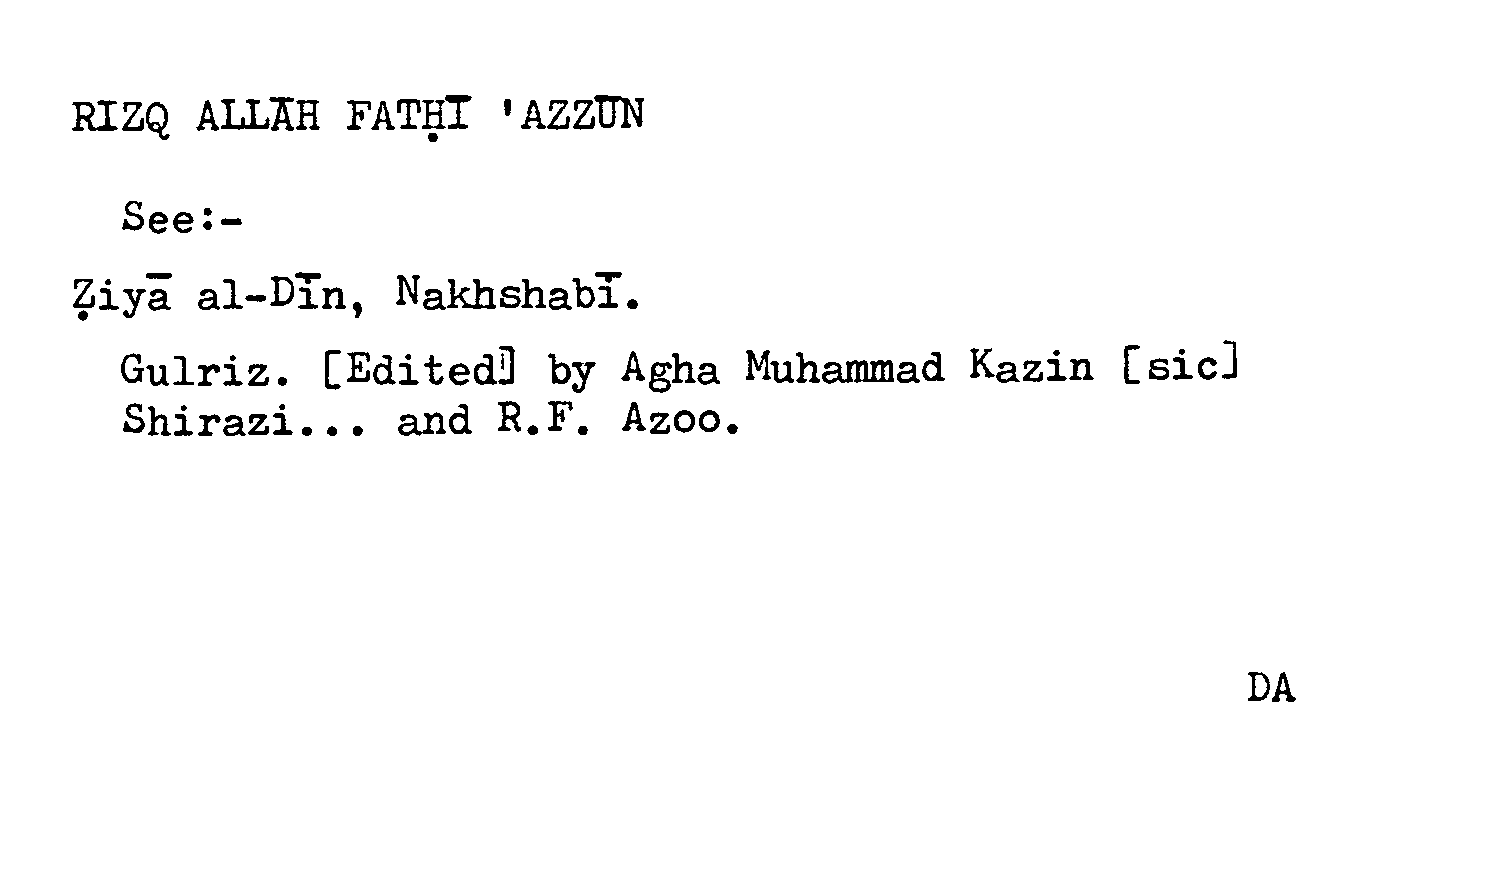 RIZQ ALLĀH FATḤĪ 'AZZŪN
See:-
Ẓiyā al-Dīn, Nakhshabī.
Gulriz. [Edited] by Agha Muhammad Kazin [sic]
Shirazi... and R.F. Azoo.
DA